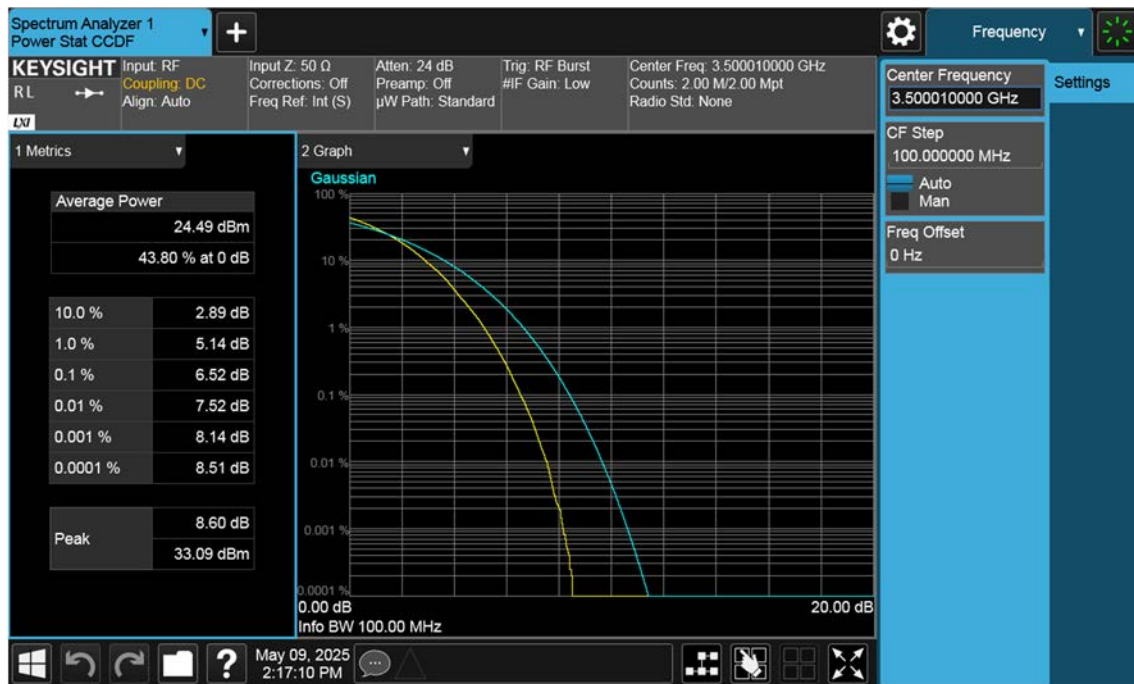 Spectrum Analyzer 1
Power Stat CCDF
+
Frequency
KEYSIGHT
RL
LXI
Input: RF
Coupling: DC
Align: Auto
Input Z: 50 Ω
Corrections: Off
Freq Ref: Int (S)
Atten: 24 dB
Preamp: Off
µW Path: Standard
Trig: RF Burst
#IF Gain: Low
Center Freq: 3.500010000 GHz
Counts: 2.00 M/2.00 Mpt
Radio Std: None
Center Frequency
3.500010000 GHz
Settings
CF Step
100.000000 MHz
Auto
Man
Freq Offset
0 Hz
1 Metrics
Average Power
24.49 dBm
43.80 % at 0 dB
10.0 % 2.89 dB
1.0 % 5.14 dB
0.1 % 6.52 dB
0.01 % 7.52 dB
0.001 % 8.14 dB
0.0001 % 8.51 dB
Peak
8.60 dB
33.09 dBm
2 Graph
Gaussian
100 %
10 %
1 %
0.1 %
0.01 %
0.001 %
0.0001 %
0.00 dB 20.00 dB
Info BW 100.00 MHz
?
May 09, 2025
2:17:10 PM